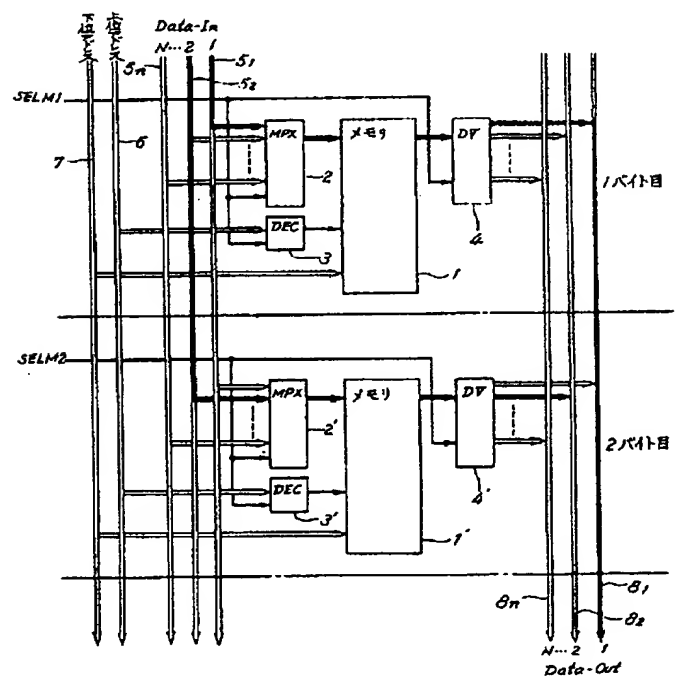 Data-In
N…2 1
5n
5₁
5₂
SELM1
7
6
MPX
2
DEC
3
メモリ
1
DV
4
1バイト目
SELM2
MPX
2'
DEC
3'
メモリ
1'
DV
4'
2バイト目
8n
8₁
8₂
N…2 1
Data-Out